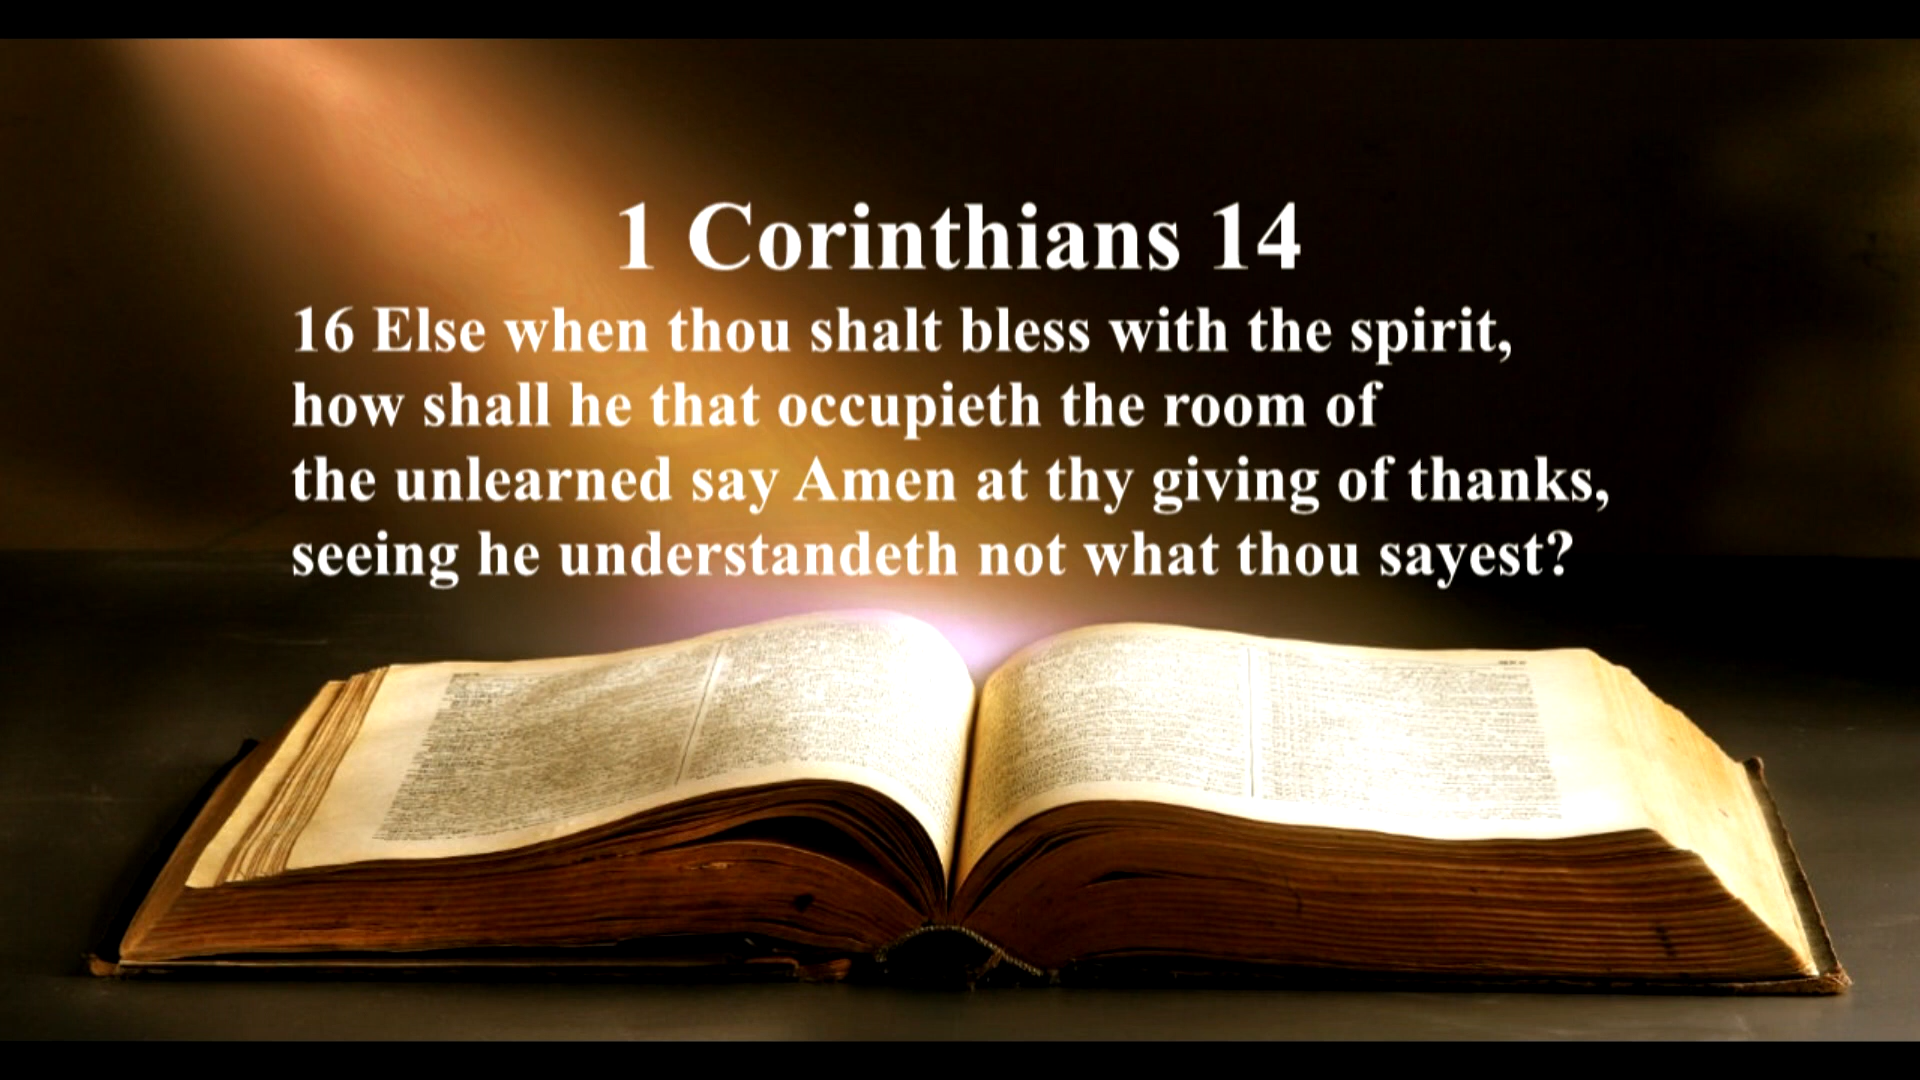 1 Corinthians 14
16 Else when thou shalt bless with the spirit,
how shall he that occupieth the room of
the unlearned say Amen at thy giving of thanks,
seeing he understandeth not what thou sayest?